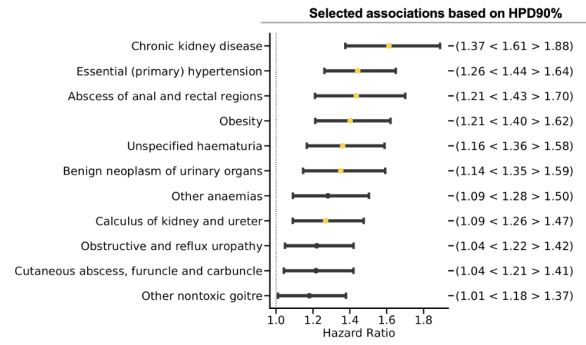 Selected associations based on HPD90%
Chronic kidney disease (1.37 < 1.61 > 1.88)
Essential (primary) hypertension (1.26 < 1.44 > 1.64)
Abscess of anal and rectal regions (1.21 < 1.43 > 1.70)
Obesity (1.21 < 1.40 > 1.62)
Unspecified haematuria (1.16 < 1.36 > 1.58)
Benign neoplasm of urinary organs (1.14 < 1.35 > 1.59)
Other anaemias (1.09 < 1.28 > 1.50)
Calculus of kidney and ureter (1.09 < 1.26 > 1.47)
Obstructive and reflux uropathy (1.04 < 1.22 > 1.42)
Cutaneous abscess, furuncle and carbuncle (1.04 < 1.21 > 1.41)
Other nontoxic goitre (1.01 < 1.18 > 1.37)
1.0 1.2 1.4 1.6 1.8
Hazard Ratio